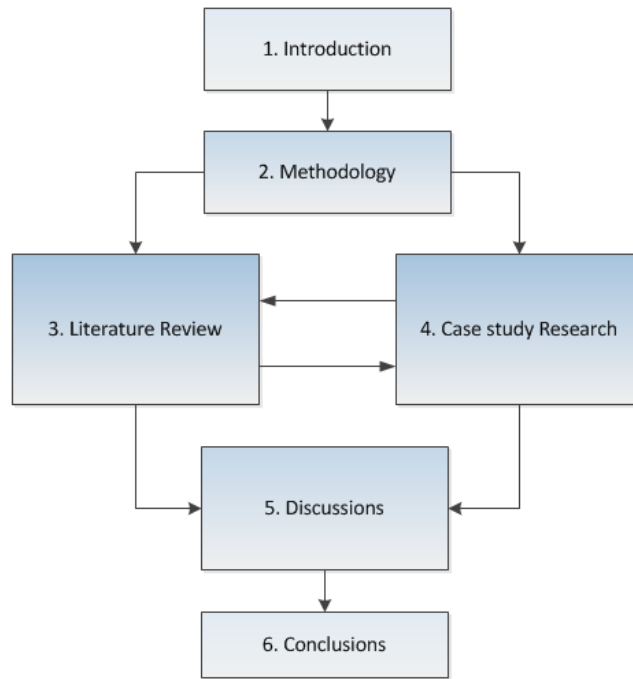 1. Introduction
2. Methodology
3. Literature Review
4. Case study Research
5. Discussions
6. Conclusions